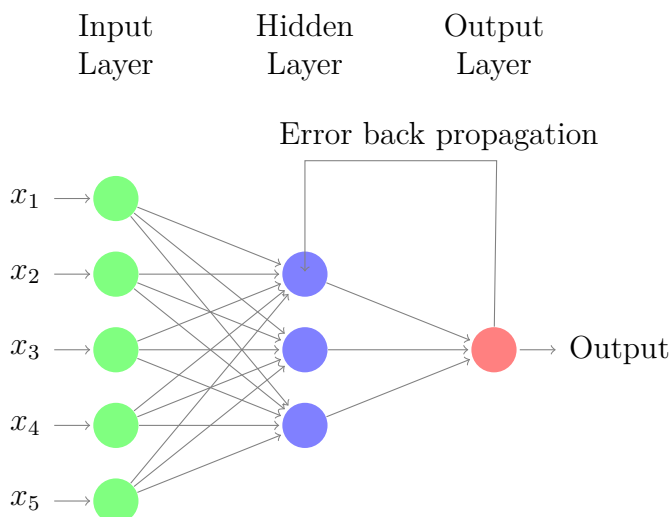 Input Hidden Output
Layer Layer Layer
Error back propagation
x₁
x₂
x₃
Output
x₄
x₅